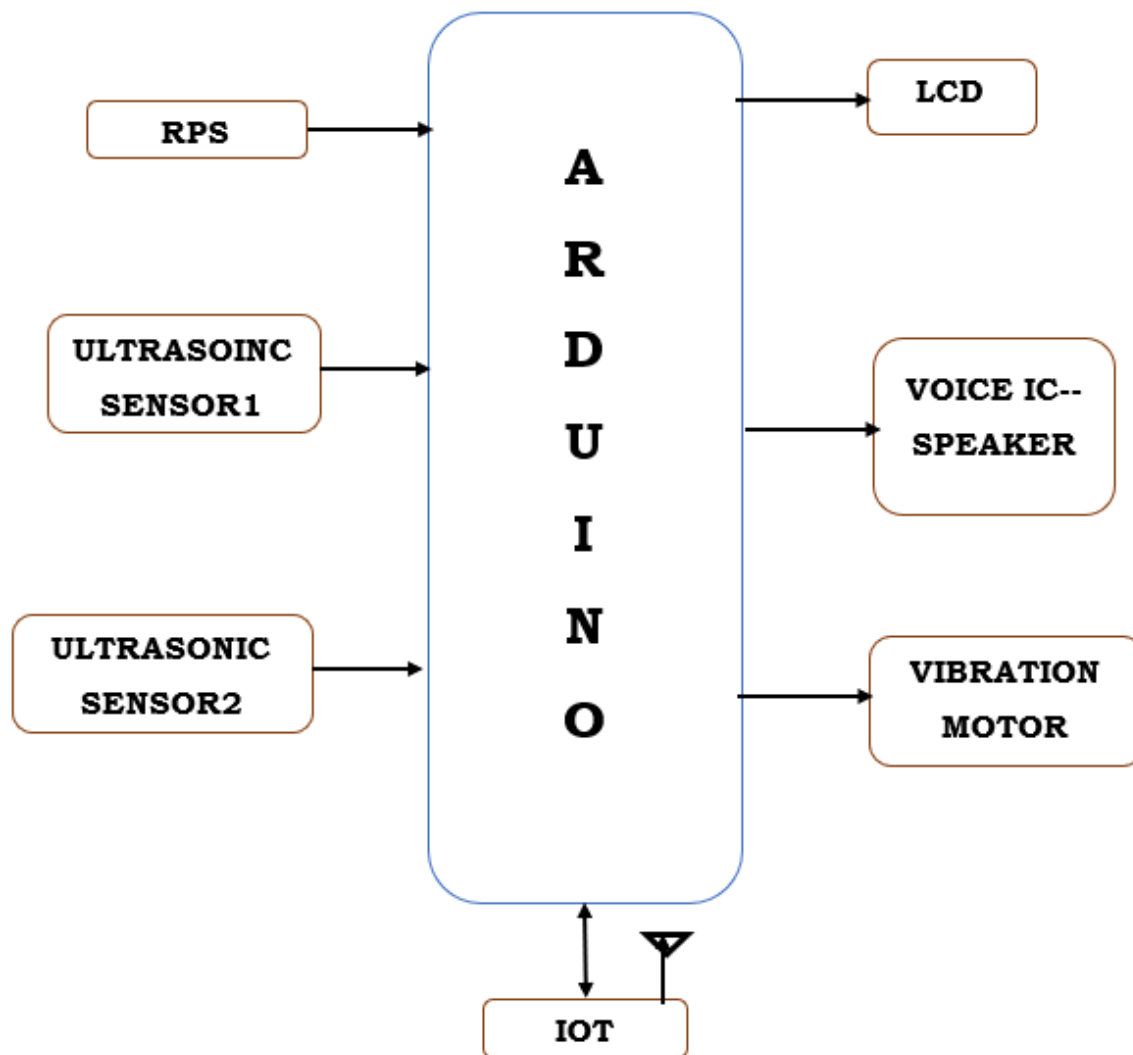 RPS
ULTRASOINC
SENSOR1
ULTRASONIC
SENSOR2
A
R
D
U
I
N
O
LCD
VOICE IC--
SPEAKER
VIBRATION
MOTOR
IOT